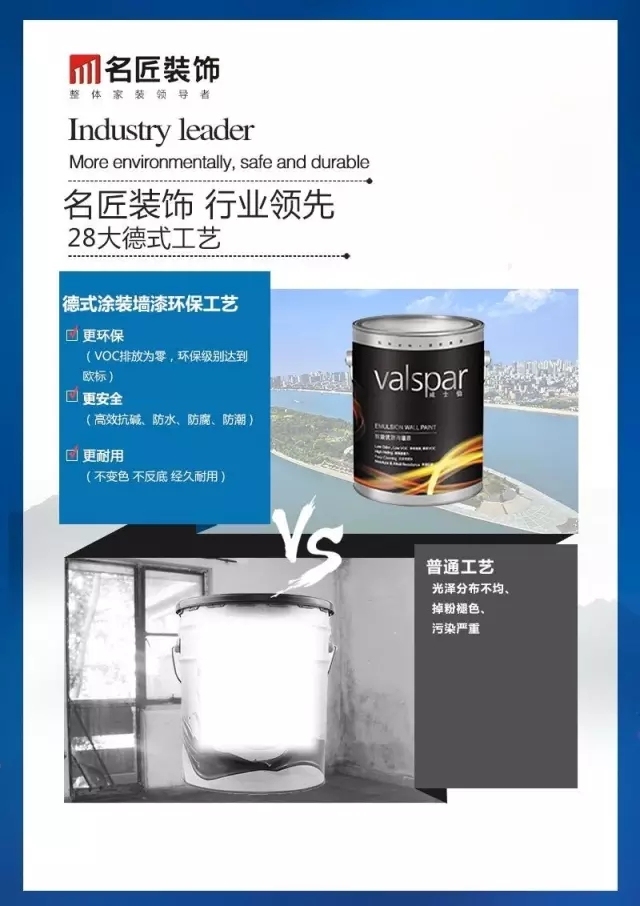 名匠装饰
整体家装领导者
Industry leader
More environmentally, safe and durable
名匠装饰 行业领先
28大德式工艺
德式涂装墙漆环保工艺
更环保
（VOC排放为零，环保级别达到
欧标）
更安全
（高效抗碱、防水、防腐、防潮）
更耐用
（不变色 不反底 经久耐用）
valspar
威士伯
EMULSION WALL PAINT
VS
普通工艺
光泽分布不均、
掉粉褪色、
污染严重